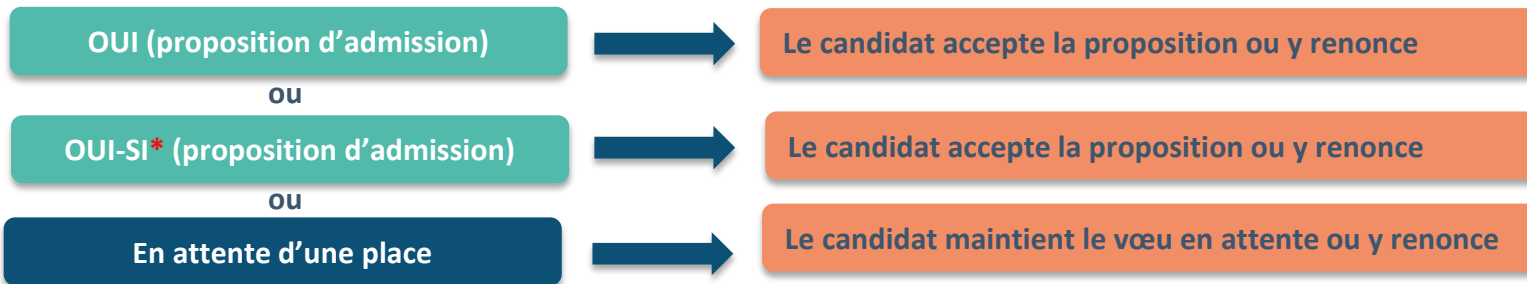 OUI (proposition d’admission)
Le candidat accepte la proposition ou y renonce
ou
OUI-SI* (proposition d’admission)
Le candidat accepte la proposition ou y renonce
ou
En attente d’une place
Le candidat maintient le vœu en attente ou y renonce